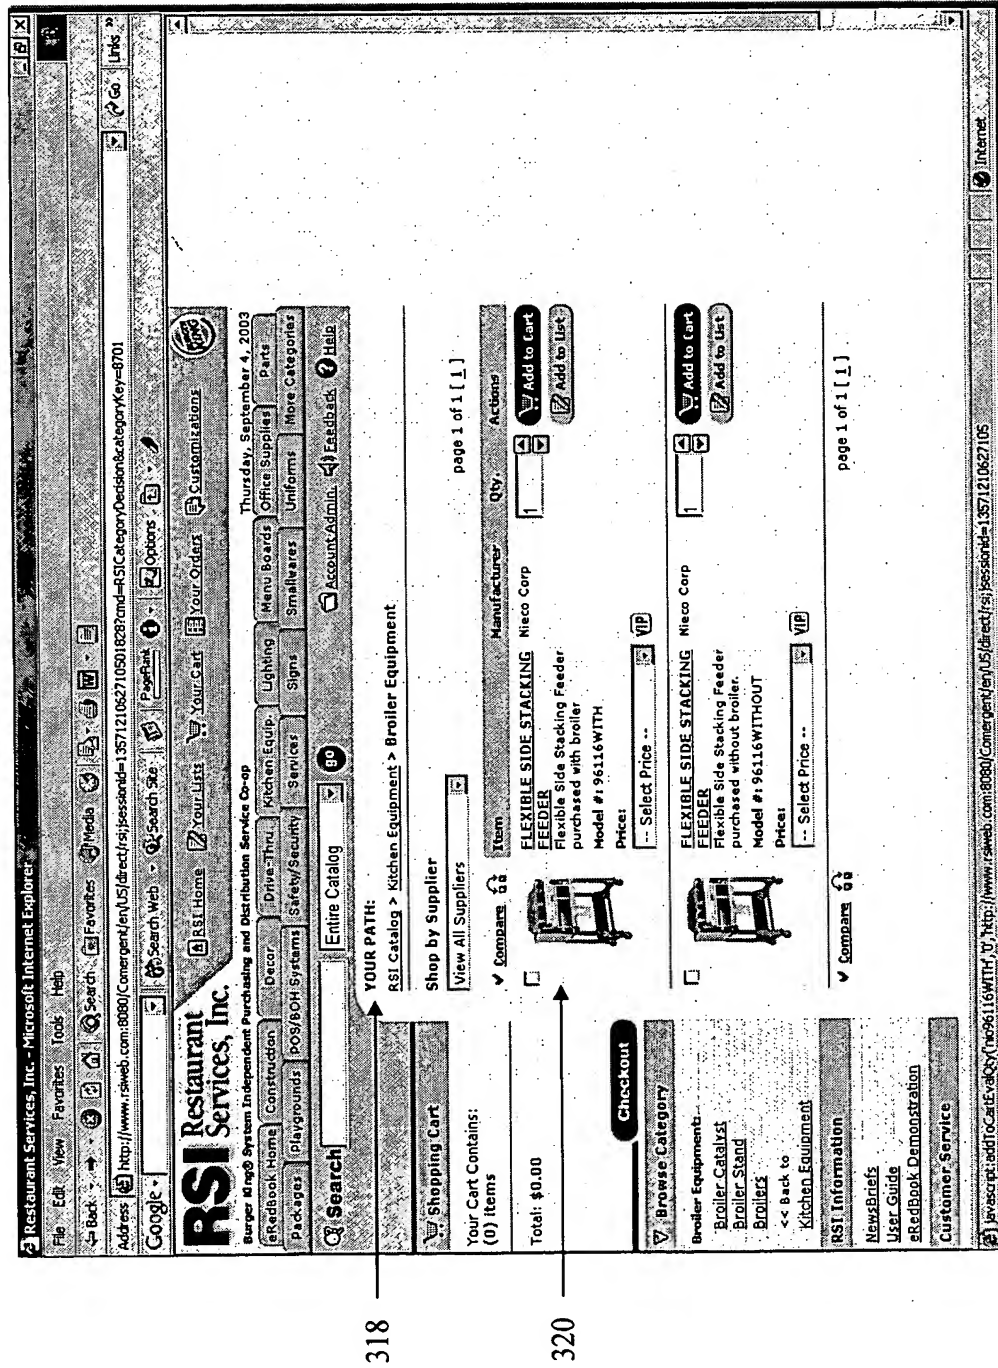 Restaurant Services, Inc. - Microsoft Internet Explorer
File Edit View Favorites Tools Help
Back Search Favorites Media
Address http://www.rsiweb.com:8080/Comergent/en/US/direct/rsi;jsessionid=13571210627105018282?cmd=RSICategoryDecision&categoryKey=8701 Go Links »
Google Search Web Search Site PageRank Options
RSI Restaurant Services, Inc.
RSI Home Your Lists Your Cart Your Orders Customizations
Burger King® System Independent Purchasing and Distribution Service Co-op Thursday, September 4, 2003
eRedBook Home Construction Decor Drive-Thru Kitchen Equip. Lighting Menu Boards Office Supplies Parts
Packages Playgrounds POS/BOH Systems Safety/Security Services Signs Smallwares Uniforms More Categories
Search Entire Catalog go Account Admin. Feedback Help
318
YOUR PATH:
RSI Catalog > Kitchen Equipment > Broiler Equipment
Shopping Cart
Your Cart Contains:
(0) items
Total: $0.00
Checkout
Shop by Supplier
View All Suppliers
page 1 of 1 [ 1 ]
Compare Item Manufacturer Qty. Actions
320
FLEXIBLE SIDE STACKING Nieco Corp 1 Add to Cart
FEEDER
Flexible Side Stacking Feeder Add to List
purchased with broiler
Model #: 96116WITH
Price:
-- Select Price -- VIP
FLEXIBLE SIDE STACKING Nieco Corp 1 Add to Cart
FEEDER
Flexible Side Stacking Feeder Add to List
purchased without broiler.
Model #: 96116WITHOUT
Price:
-- Select Price -- VIP
Compare
page 1 of 1 [ 1 ]
Browse Category
Broiler Equipment
Broiler Catalyst
Broiler Stand
Broilers
<< Back to
Kitchen Equipment
RSI Information
NewsBriefs
User Guide
eRedBook Demonstration
Customer Service
javascript:addToCartEvalQty('nio96116WITH','0','http://www.rsiweb.com:8080/Comergent/en/US/direct/rsi;jsessionid=13571210627105 Internet